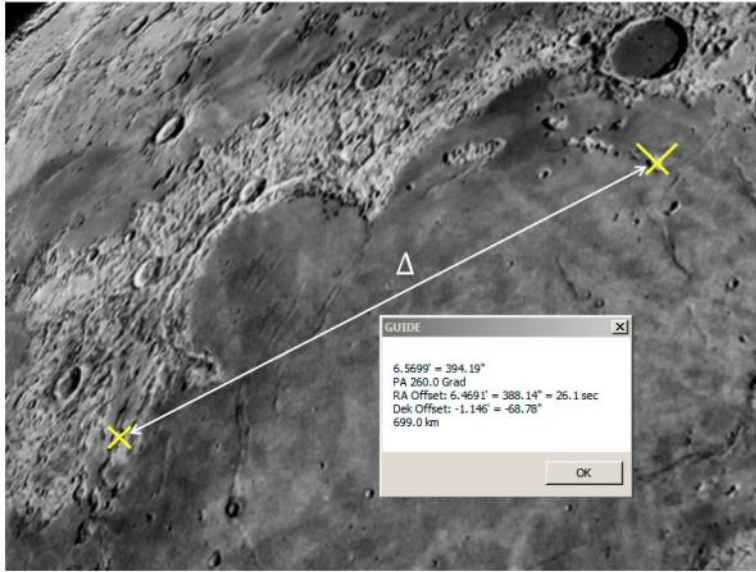 Δ
GUIDE
6.5699' = 394.19"
PA 260.0 Grad
RA Offset: 6.4691' = 388.14" = 26.1 sec
Dek Offset: -1.146' = -68.78"
699.0 km
OK